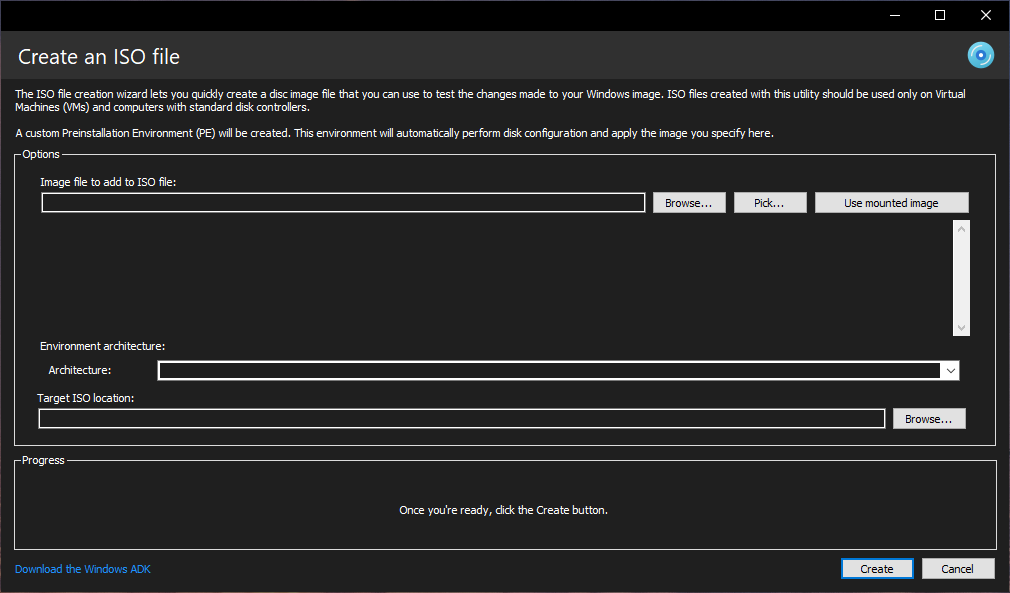 Create an ISO file
The ISO file creation wizard lets you quickly create a disc image file that you can use to test the changes made to your Windows image. ISO files created with this utility should be used only on Virtual
Machines (VMs) and computers with standard disk controllers.
A custom Preinstallation Environment (PE) will be created. This environment will automatically perform disk configuration and apply the image you specify here.
Options
Image file to add to ISO file:
Browse... Pick... Use mounted image
Environment architecture:
Architecture:
Target ISO location:
Browse...
Progress
Once you're ready, click the Create button.
Download the Windows ADK Create Cancel